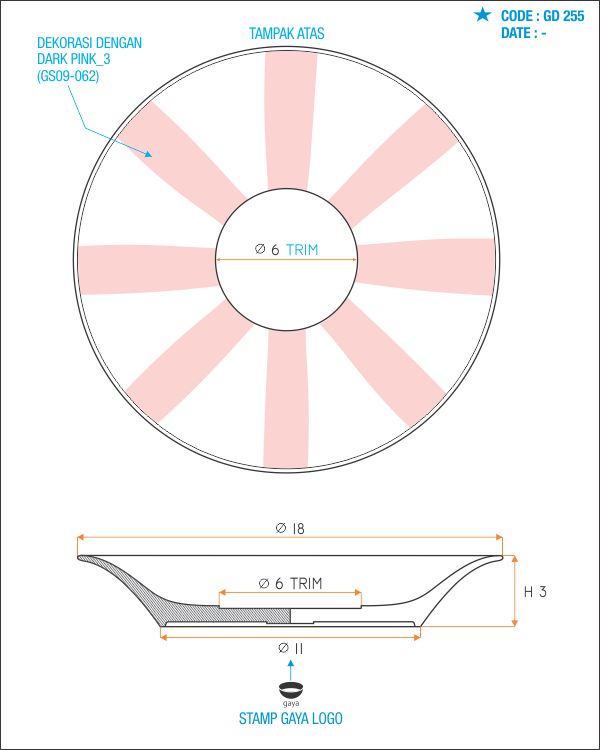 ★ CODE : GD 255
DATE : -
TAMPAK ATAS
DEKORASI DENGAN
DARK PINK_3
(GS09-062)
Ø 6 TRIM
Ø 18
Ø 6 TRIM
H 3
Ø 11
gaya
STAMP GAYA LOGO